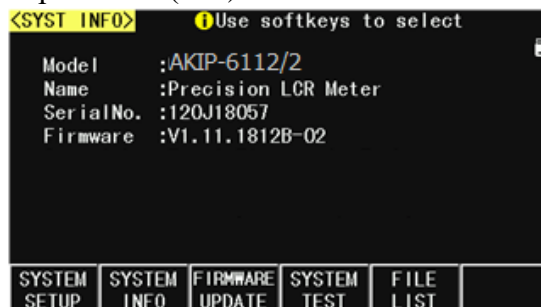 <SYST INFO> Use softkeys to select
Model :AKIP-6112/2
Name :Precision LCR Meter
SerialNo. :120J18057
Firmware :V1.11.1812B-02
SYSTEM SETUP SYSTEM INFO FIRMWARE UPDATE SYSTEM TEST FILE LIST